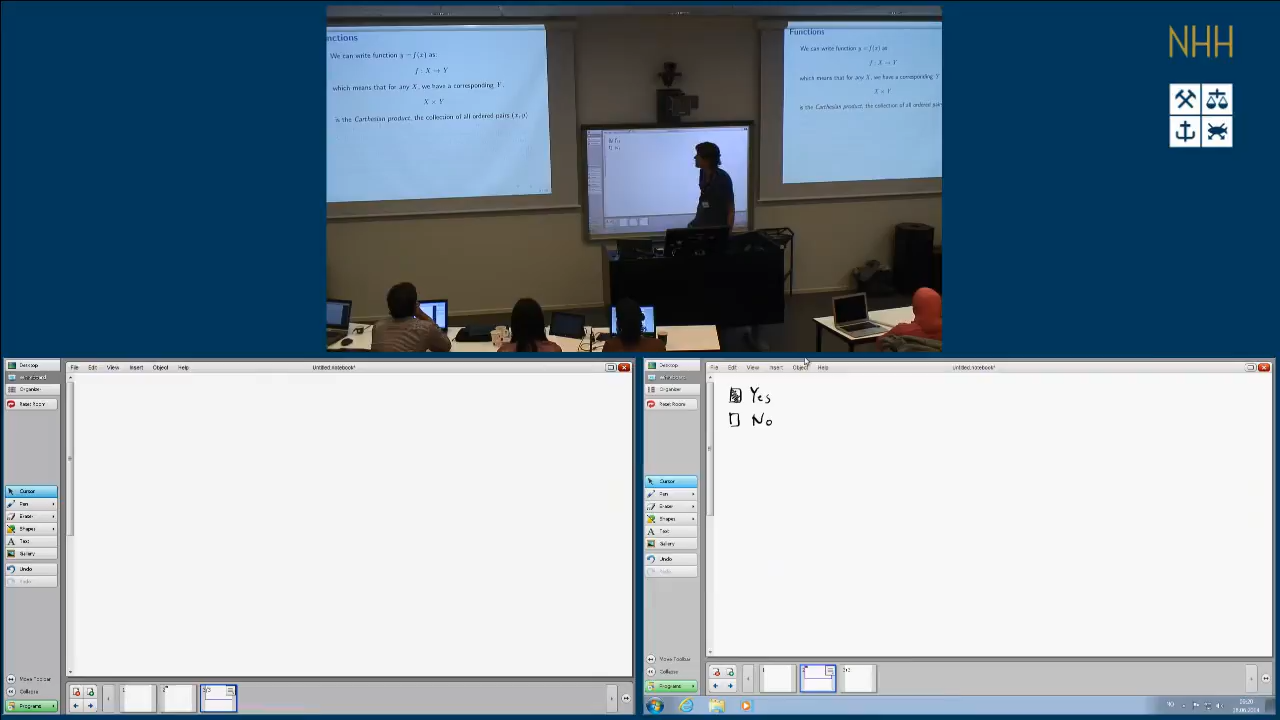 nctions
We can write function y = f(x) as:
f : X → Y
which means that for any X, we have a corresponding Y.
X × Y
is the Carthesian product, the collection of all ordered pairs (x, y)
Functions
We can write function y = f(x) as:
f : X → Y
which means that for any X, we have a corresponding Y
X × Y
is the Carthesian product, the collection of all ordered pairs
NHH
Desktop
Whiteboard
Organizer
Reset Room
File Edit View Insert Object Help
Untitled.notebook*
Cursor
Pen
Eraser
Shapes
Text
Gallery
Undo
Redo
Move Toolbar
Collapse
Programs
Desktop
Whiteboard
Organizer
Reset Room
File Edit View Insert Object Help
Untitled.notebook*
Yes
No
Cursor
Pen
Eraser
Shapes
Text
Gallery
Undo
Redo
Move Toolbar
Collapse
Programs